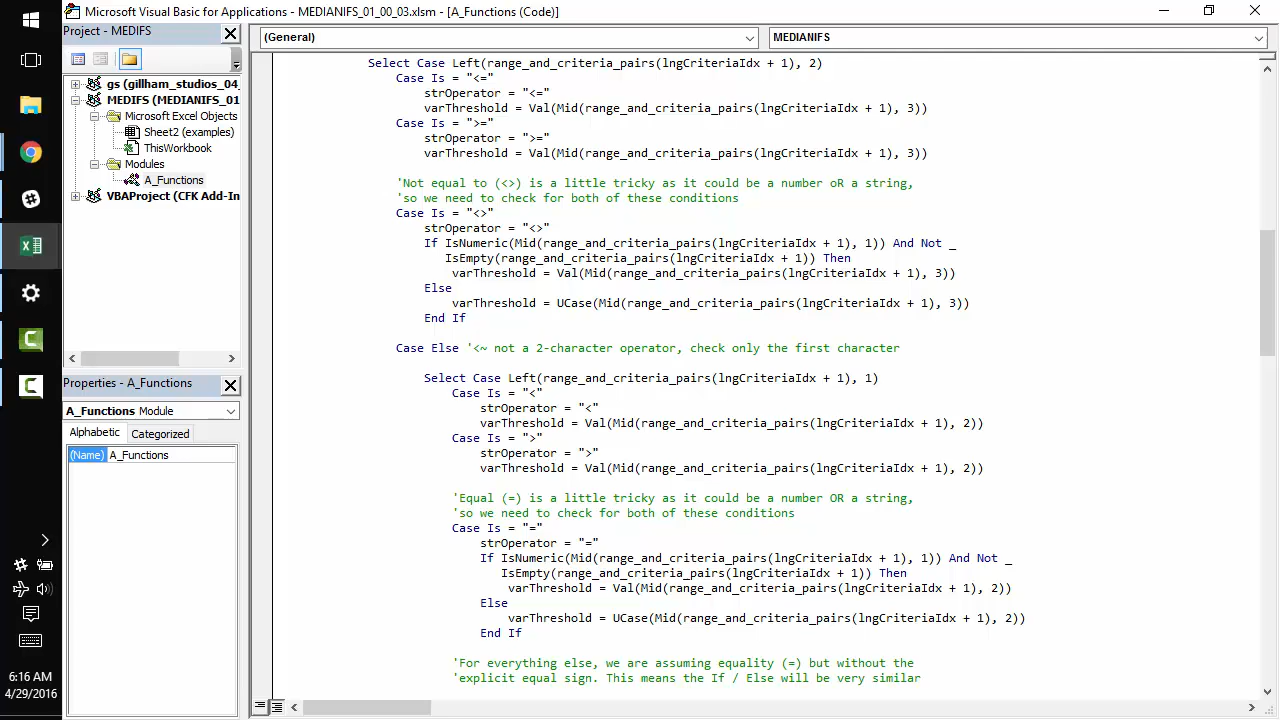 Microsoft Visual Basic for Applications - MEDIANIFS_01_00_03.xlsm - [A_Functions (Code)]
Project - MEDIFS
(General)
MEDIANIFS
gs (gillham_studios_04_
MEDIFS (MEDIANIFS_01
Microsoft Excel Objects
Sheet2 (examples)
ThisWorkbook
Modules
A_Functions
VBAProject (CFK Add-In
Properties - A_Functions
A_Functions Module
Alphabetic
Categorized
(Name) A_Functions
Select Case Left(range_and_criteria_pairs(lngCriteriaIdx + 1), 2)
Case Is = "<="
strOperator = "<="
varThreshold = Val(Mid(range_and_criteria_pairs(lngCriteriaIdx + 1), 3))
Case Is = ">="
strOperator = ">="
varThreshold = Val(Mid(range_and_criteria_pairs(lngCriteriaIdx + 1), 3))
'Not equal to (<>) is a little tricky as it could be a number oR a string,
'so we need to check for both of these conditions
Case Is = "<>"
strOperator = "<>"
If IsNumeric(Mid(range_and_criteria_pairs(lngCriteriaIdx + 1), 1)) And Not _
IsEmpty(range_and_criteria_pairs(lngCriteriaIdx + 1)) Then
varThreshold = Val(Mid(range_and_criteria_pairs(lngCriteriaIdx + 1), 3))
Else
varThreshold = UCase(Mid(range_and_criteria_pairs(lngCriteriaIdx + 1), 3))
End If
Case Else '<~ not a 2-character operator, check only the first character
Select Case Left(range_and_criteria_pairs(lngCriteriaIdx + 1), 1)
Case Is = "<"
strOperator = "<"
varThreshold = Val(Mid(range_and_criteria_pairs(lngCriteriaIdx + 1), 2))
Case Is = ">"
strOperator = ">"
varThreshold = Val(Mid(range_and_criteria_pairs(lngCriteriaIdx + 1), 2))
'Equal (=) is a little tricky as it could be a number OR a string,
'so we need to check for both of these conditions
Case Is = "="
strOperator = "="
If IsNumeric(Mid(range_and_criteria_pairs(lngCriteriaIdx + 1), 1)) And Not _
IsEmpty(range_and_criteria_pairs(lngCriteriaIdx + 1)) Then
varThreshold = Val(Mid(range_and_criteria_pairs(lngCriteriaIdx + 1), 2))
Else
varThreshold = UCase(Mid(range_and_criteria_pairs(lngCriteriaIdx + 1), 2))
End If
'For everything else, we are assuming equality (=) but without the
'explicit equal sign. This means the If / Else will be very similar
6:16 AM
4/29/2016